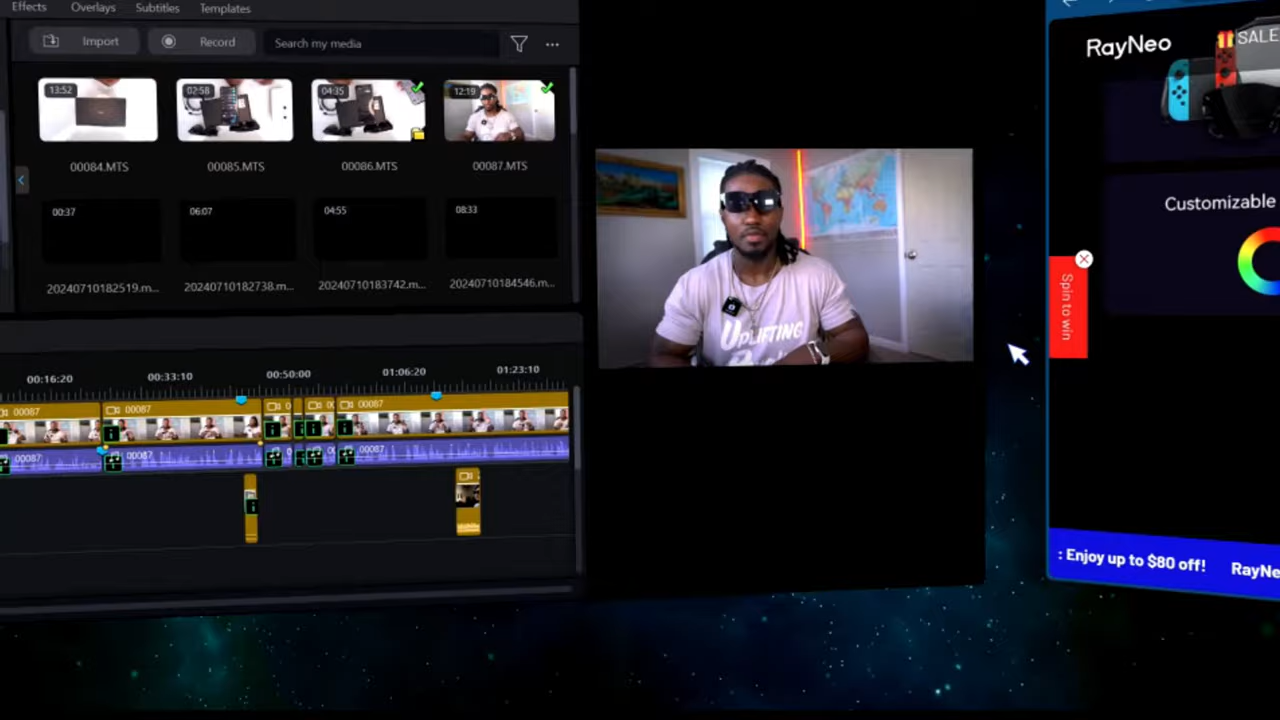 Effects Overlays Subtitles Templates
Import Record Search my media
13:52 02:58 04:35 12:19
00084.MTS 00085.MTS 00086.MTS 00087.MTS
00:37 06:07 04:55 08:33
20240710182519.m... 20240710182738.m... 20240710183742.m... 20240710184546.m...
00:16:20 00:33:10 00:50:00 01:06:20 01:23:10
00087 00087 00087
00087 00087 00087
UPLIFTING
RayNeo
SALE
Customizable
Spin to win
: Enjoy up to $80 off! RayNe